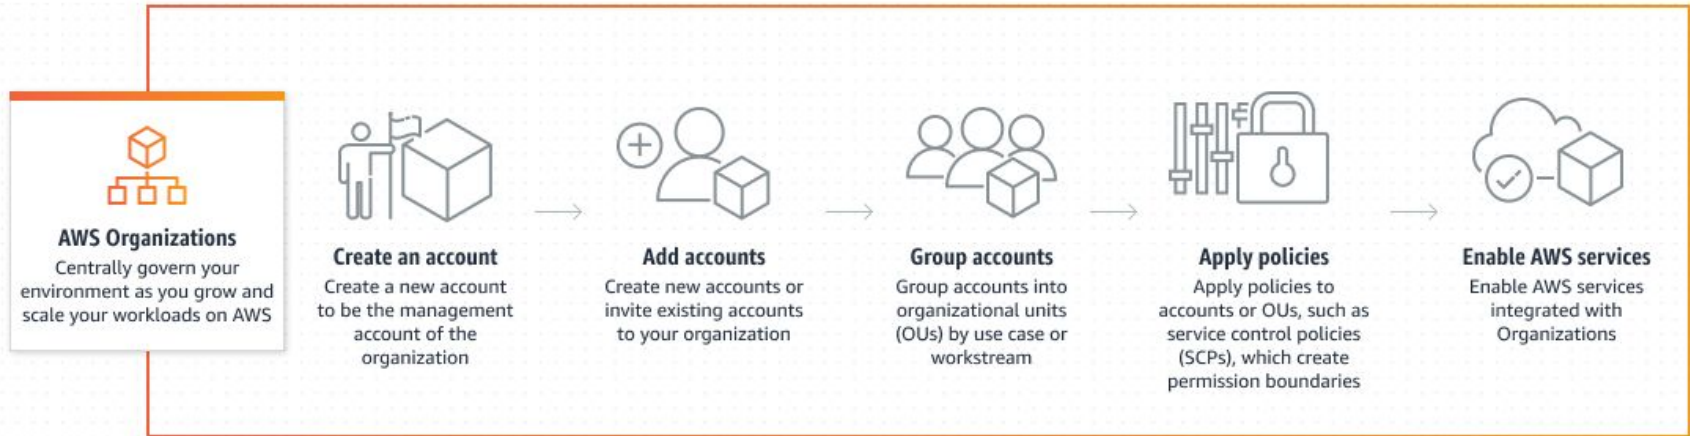 AWS Organizations
Centrally govern your
environment as you grow and
scale your workloads on AWS
Create an account
Create a new account
to be the management
account of the
organization
Add accounts
Create new accounts or
invite existing accounts
to your organization
Group accounts
Group accounts into
organizational units
(OUs) by use case or
workstream
Apply policies
Apply policies to
accounts or OUs, such as
service control policies
(SCPs), which create
permission boundaries
Enable AWS services
Enable AWS services
integrated with
Organizations